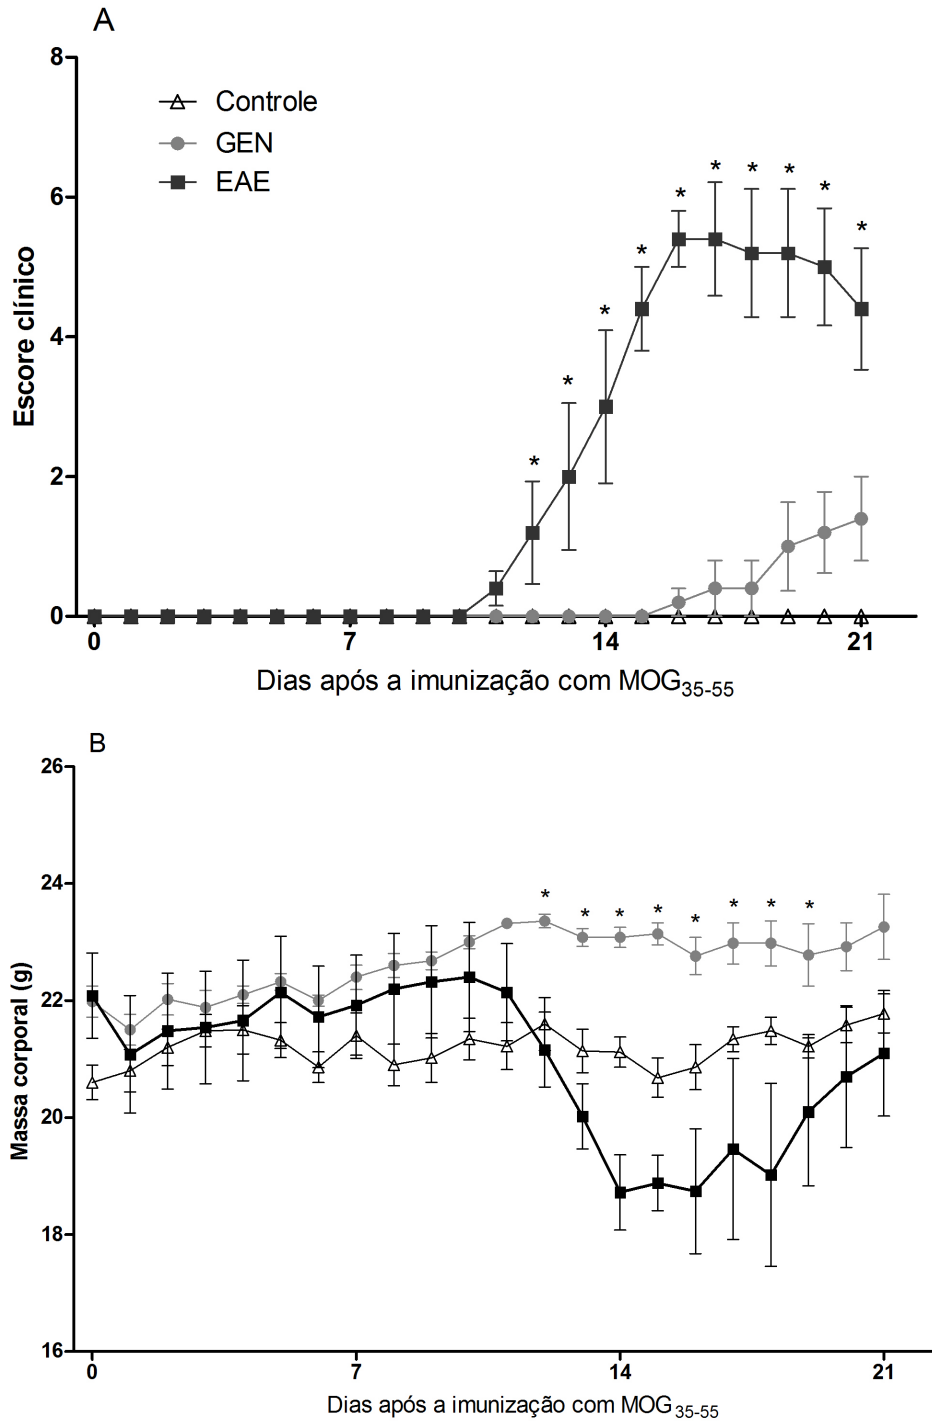 A
8
Controle
GEN
EAE
6
* * * * * * * * * *
4
2
0
Escore clínico
0 7 14 21
Dias após a imunização com MOG35-55
B
26
24
* * * * * * * *
22
20
18
16
Massa corporal (g)
0 7 14 21
Dias após a imunização com MOG35-55